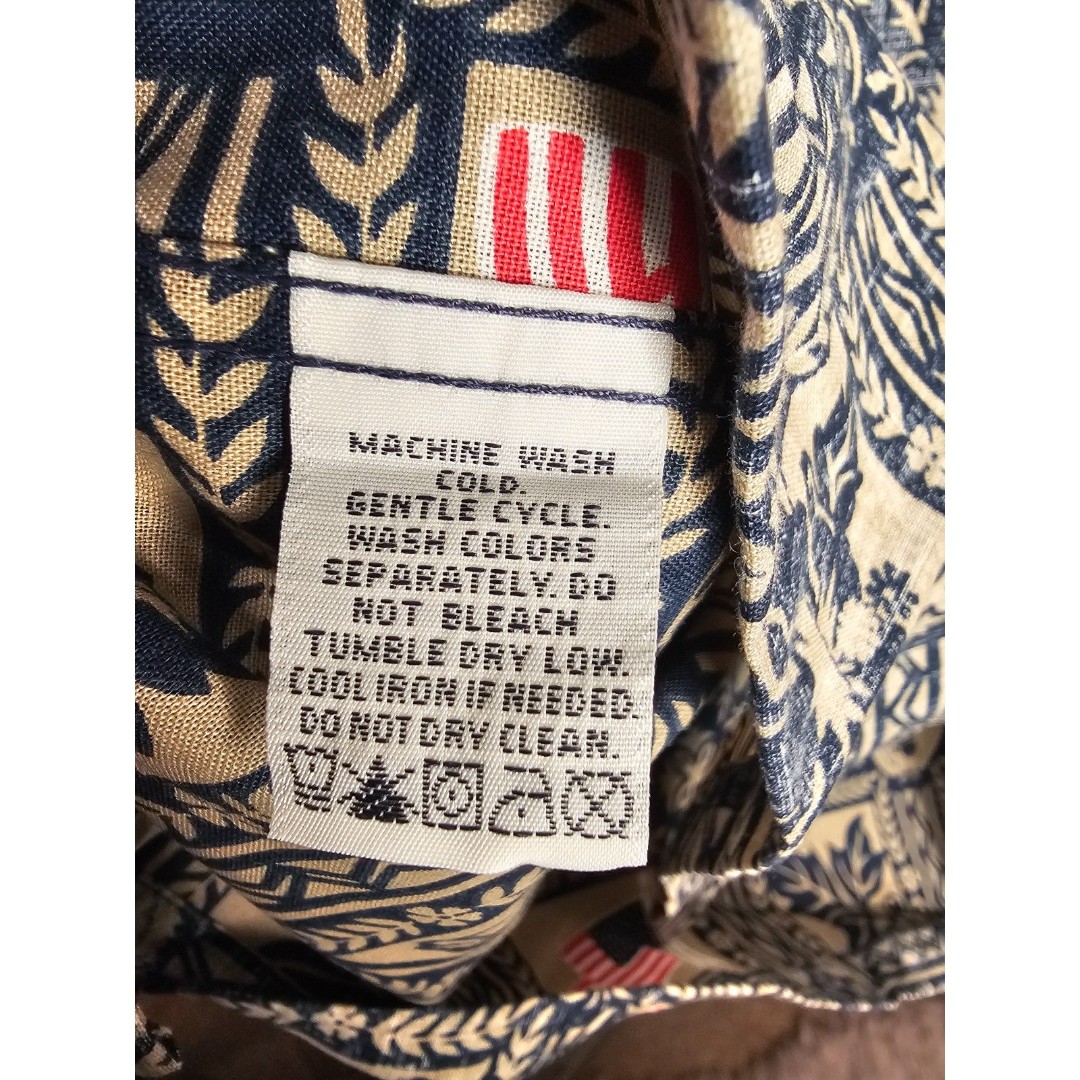 MACHINE WASH
COLD.
GENTLE CYCLE.
WASH COLORS
SEPARATELY. DO
NOT BLEACH
TUMBLE DRY LOW.
COOL IRON IF NEEDED.
DO NOT DRY CLEAN.